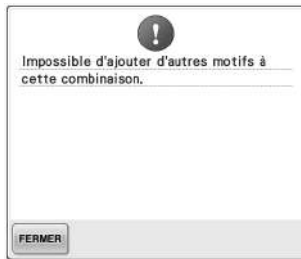 Impossible d'ajouter d'autres motifs à
cette combinaison.
FERMER